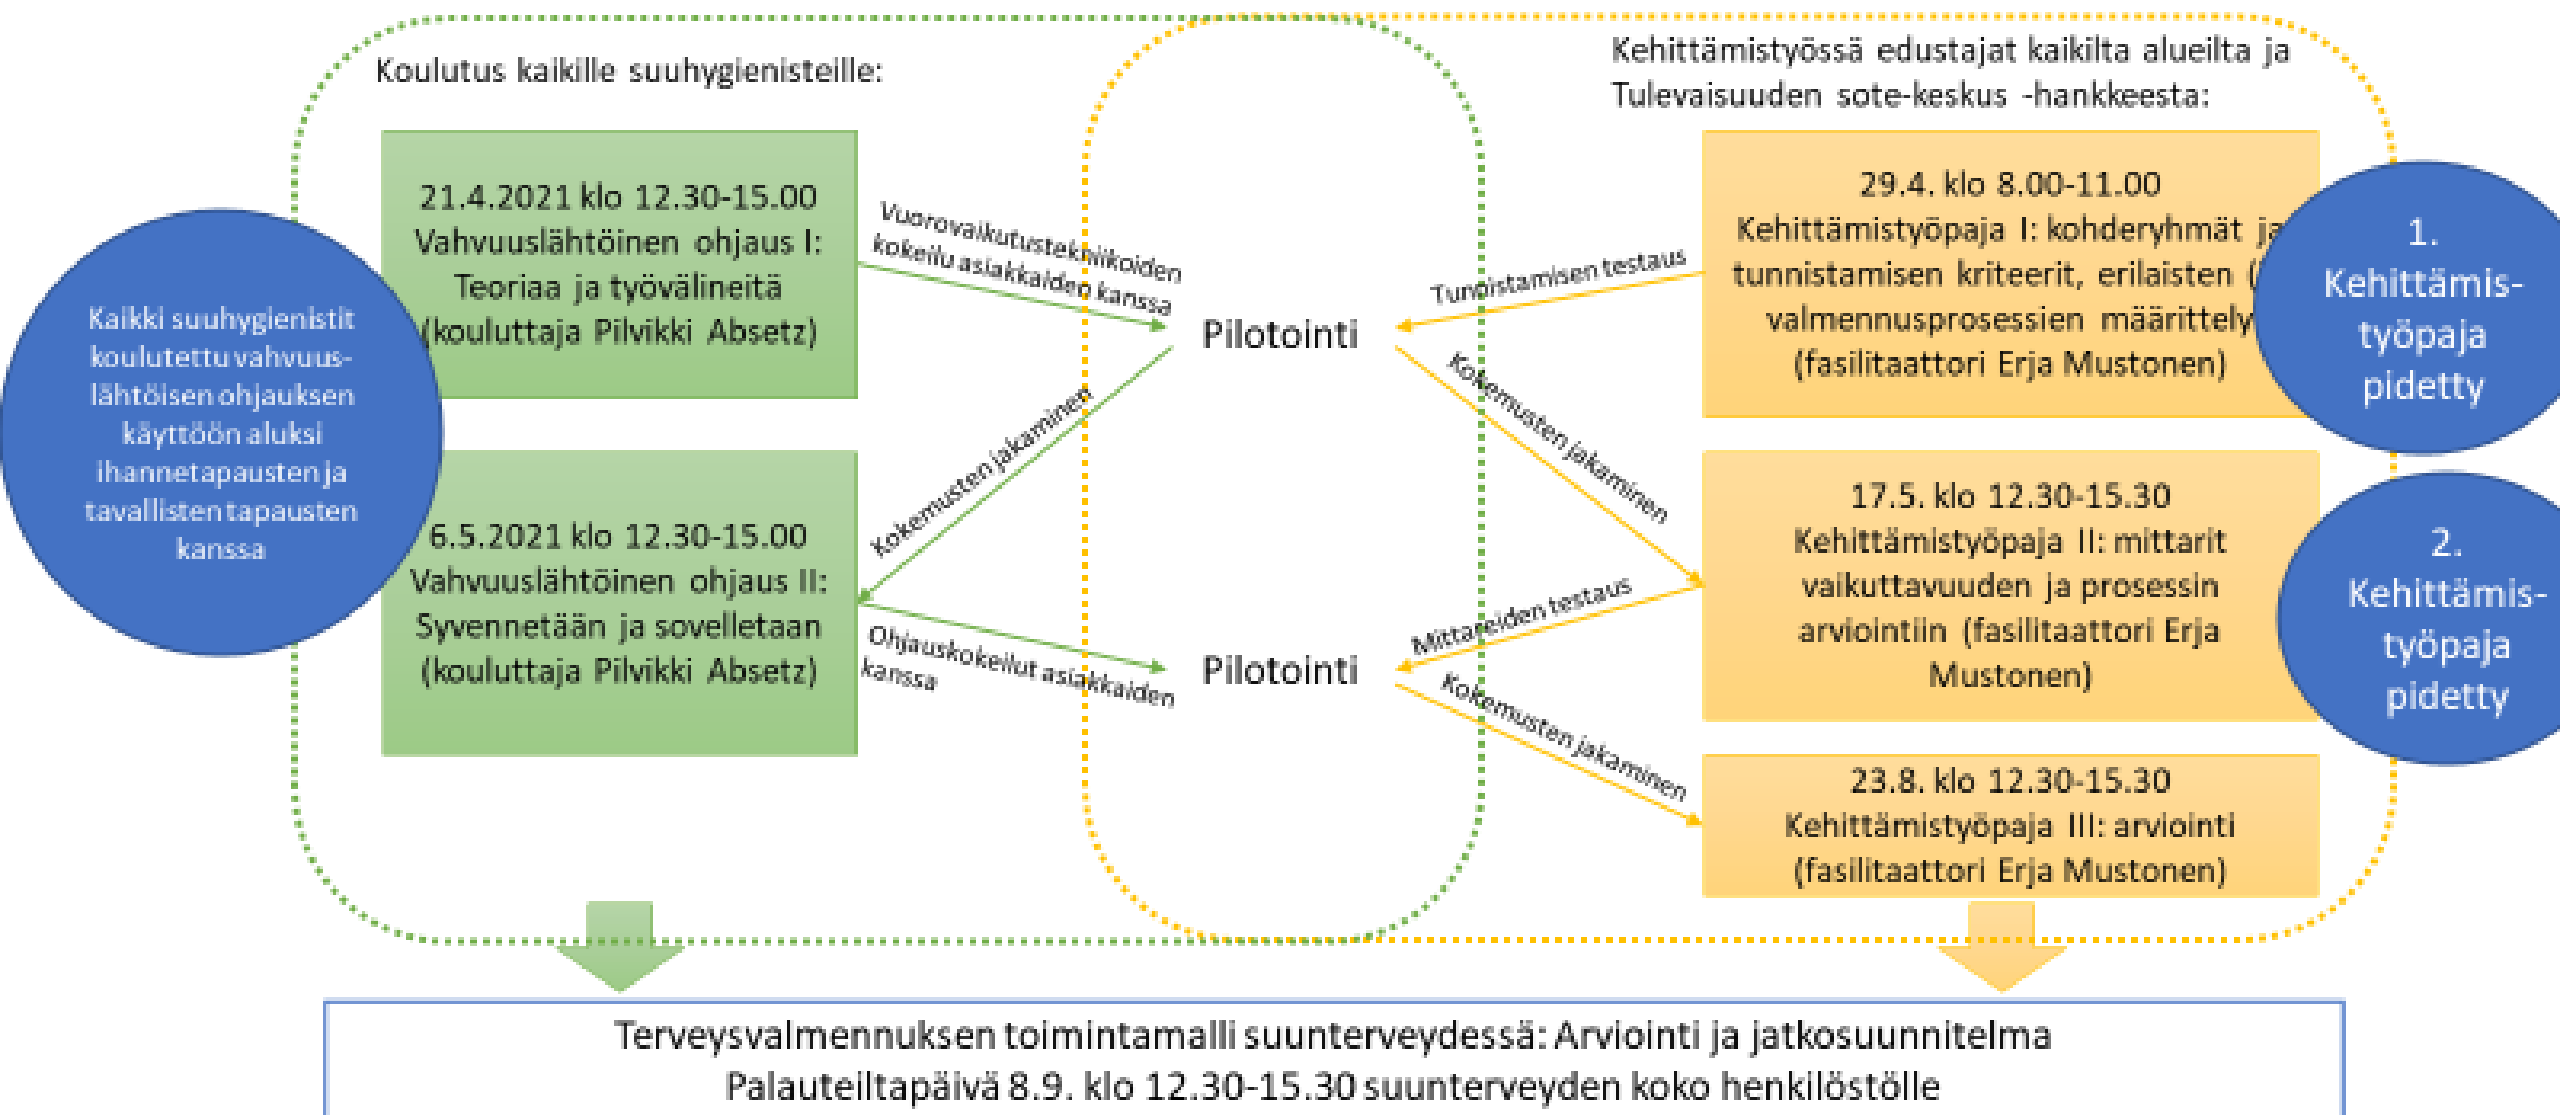 Koulutus kaikille suuhygienisteille:
21.4.2021 klo 12.30-15.00
Vahvuuslähtöinen ohjaus I:
Teoriaa ja työvälineitä
(kouluttaja Pilvikki Absetz)
6.5.2021 klo 12.30-15.00
Vahvuuslähtöinen ohjaus II:
Syvennetään ja sovelletaan
(kouluttaja Pilvikki Absetz)
Kaikki suuhygienistit
koulutettu vahvuus-
lähtöisen ohjauksen
käyttöön aluksi
ihannetapausten ja
tavallisten tapausten
kanssa
Vuorovaikutustekniikoiden
kokeilu asiakkaiden kanssa
Kokemusten jakaminen
Ohjauskokeilut asiakkaiden
kanssa
Pilotointi
Pilotointi
Tunnistamisen testaus
Kokemusten jakaminen
Mittareiden testaus
Kokemusten jakaminen
Kehittämistyössä edustajat kaikilta alueilta ja
Tulevaisuuden sote-keskus -hankkeesta:
29.4. klo 8.00-11.00
Kehittämistyöpaja I: kohderyhmät ja
tunnistamisen kriteerit, erilaisten (
valmennusprosessien määrittely
(fasilitaattori Erja Mustonen)
17.5. klo 12.30-15.30
Kehittämistyöpaja II: mittarit
vaikuttavuuden ja prosessin
arviointiin (fasilitaattori Erja
Mustonen)
23.8. klo 12.30-15.30
Kehittämistyöpaja III: arviointi
(fasilitaattori Erja Mustonen)
1.
Kehittämis-
työpaja
pidetty
2.
Kehittämis-
työpaja
pidetty
Terveysvalmennuksen toimintamalli suunterveydessä: Arviointi ja jatkosuunnitelma
Palauteiltapäivä 8.9. klo 12.30-15.30 suunterveyden koko henkilöstölle